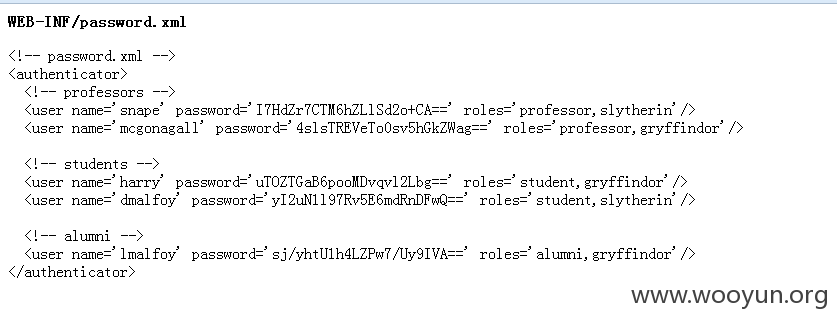 WEB-INF/password.xml
<!-- password.xml -->
<authenticator>
<!-- professors -->
<user name='snape' password='I7HdZr7CTM6hZLlSd2o+CA==' roles='professor,slytherin'/>
<user name='mcgonagall' password='4slsTREVeTo0sv5hGkZWag==' roles='professor,gryffindor'/>
<!-- students -->
<user name='harry' password='uTOZTGaB6pooMDvqvl2Lbg==' roles='student,gryffindor'/>
<user name='dmalfoy' password='yI2uN1l97Rv5E6mdRnDFwQ==' roles='student,slytherin'/>
<!-- alumni -->
<user name='lmalfoy' password='sj/yhtU1h4LZPw7/Uy9IVA==' roles='alumni,gryffindor'/>
</authenticator>
www.wooyun.org